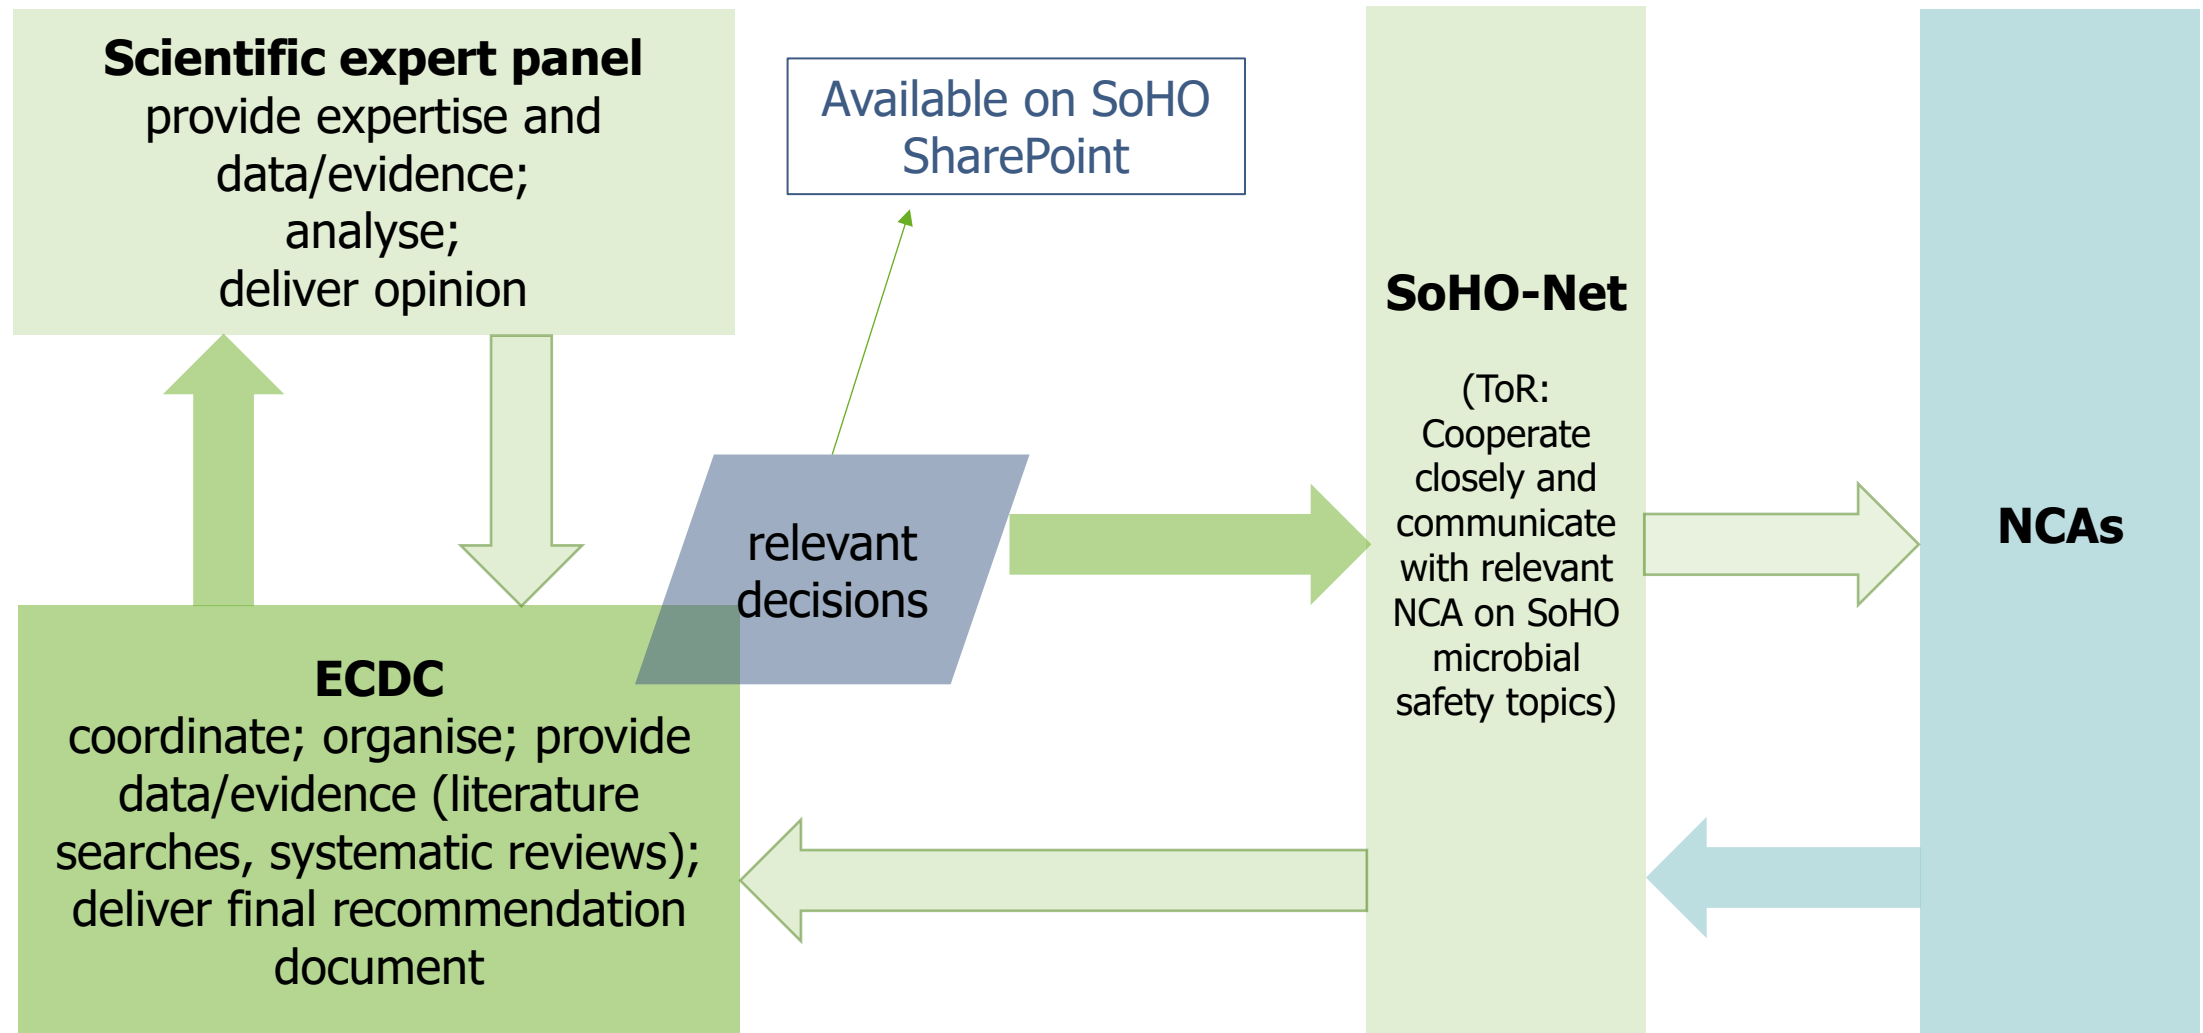 Scientific expert panel
provide expertise and
data/evidence;
analyse;
deliver opinion
Available on SoHO
SharePoint
relevant
decisions
ECDC
coordinate; organise; provide
data/evidence (literature
searches, systematic reviews);
deliver final recommendation
document
SoHO-Net
(ToR:
Cooperate
closely and
communicate
with relevant
NCA on SoHO
microbial
safety topics)
NCAs